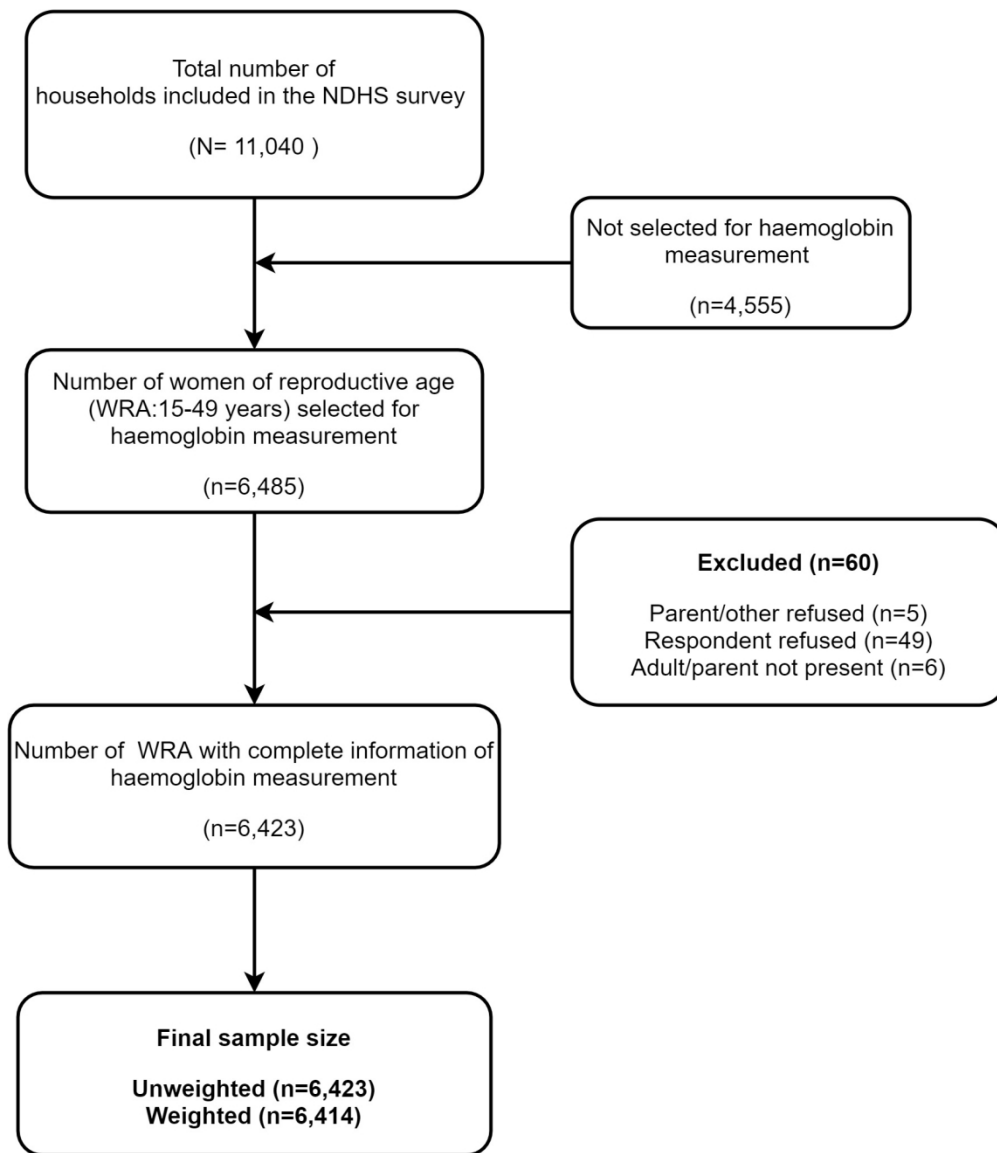 Total number of
households included in the NDHS survey
(N= 11,040 )
Not selected for haemoglobin
measurement
(n=4,555)
Number of women of reproductive age
(WRA:15-49 years) selected for
haemoglobin measurement
(n=6,485)
Excluded (n=60)
Parent/other refused (n=5)
Respondent refused (n=49)
Adult/parent not present (n=6)
Number of  WRA with complete information of
haemoglobin measurement
(n=6,423)
Final sample size
Unweighted (n=6,423)
Weighted (n=6,414)